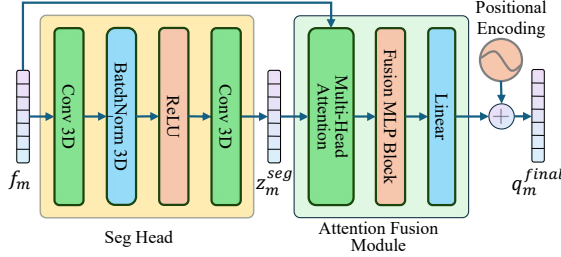 Positional
Encoding
Conv 3D
BatchNorm 3D
ReLU
Conv 3D
Multi-Head
Attention
Fusion MLP Block
Linear
f_m
z_m^{seg}
q_m^{final}
+
Seg Head
Attention Fusion
Module